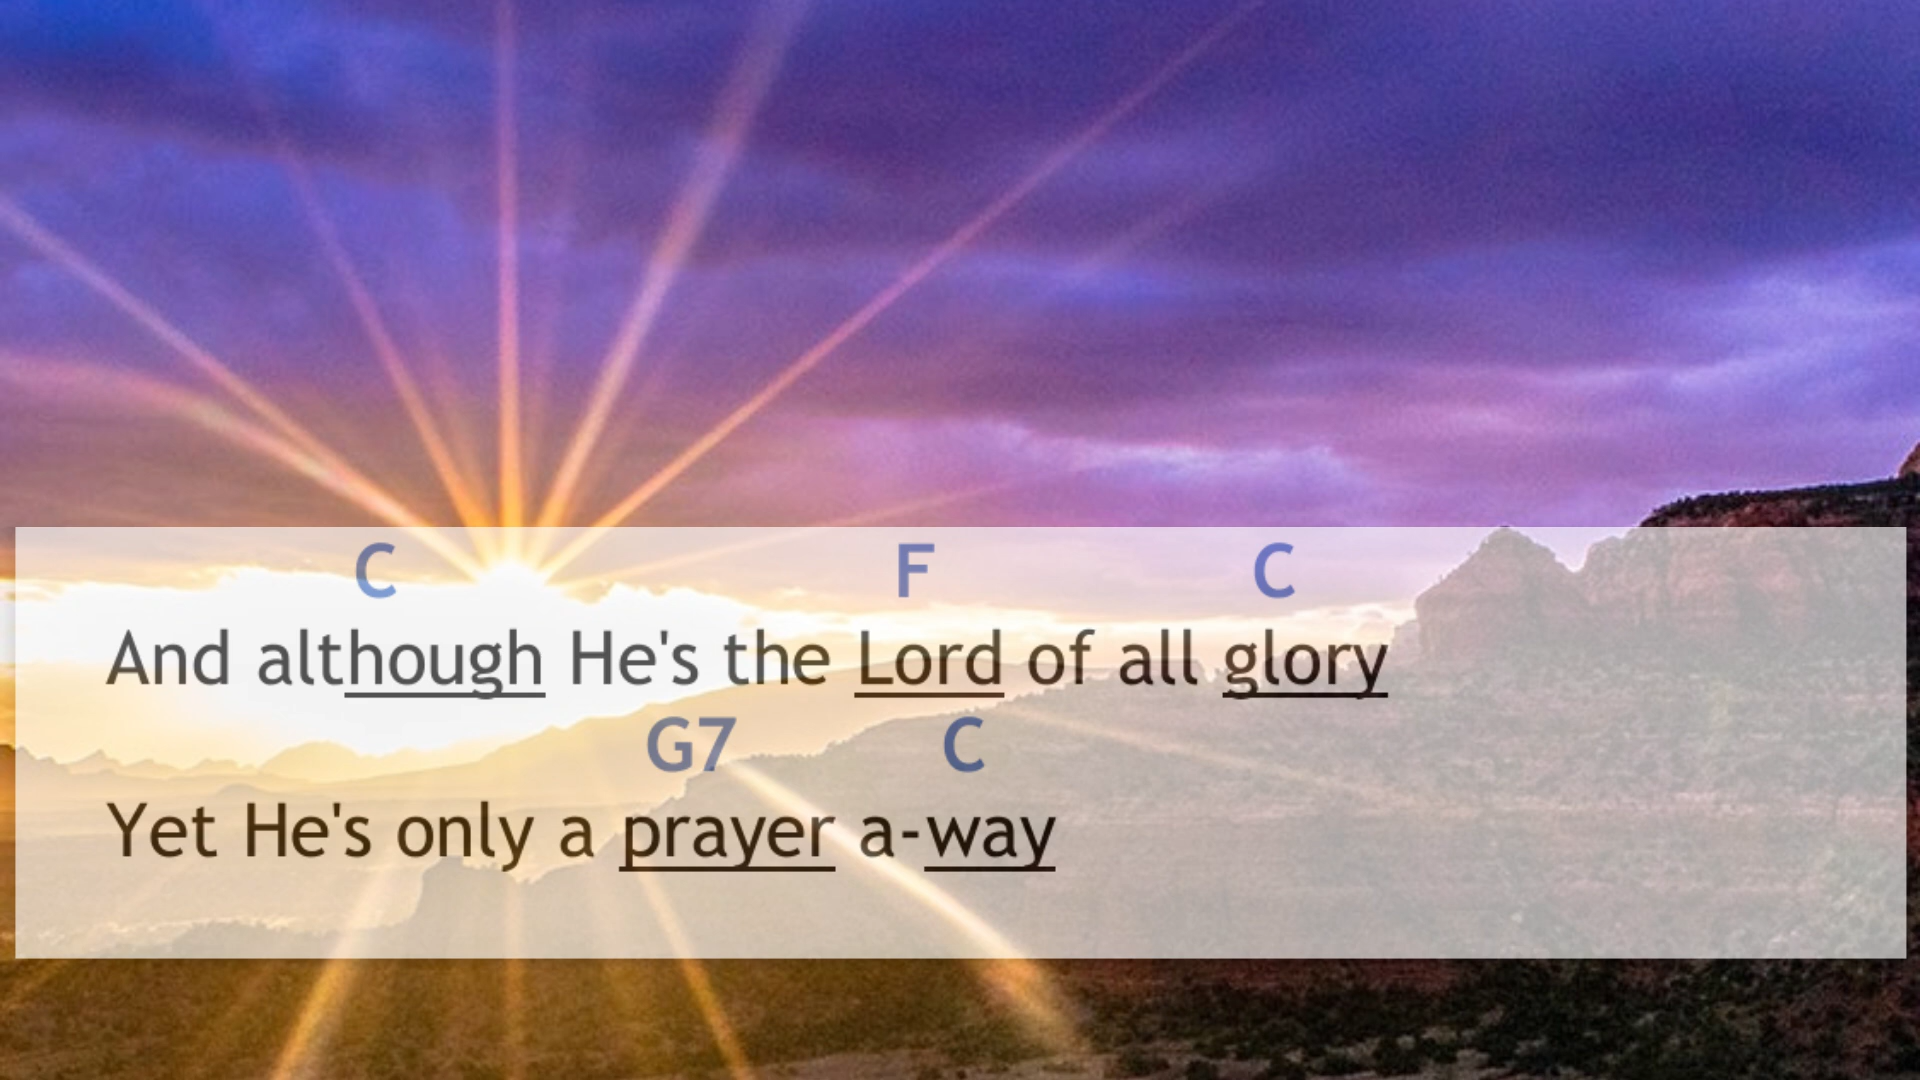 C F C
And although He's the Lord of all glory
G7 C
Yet He's only a prayer a-way